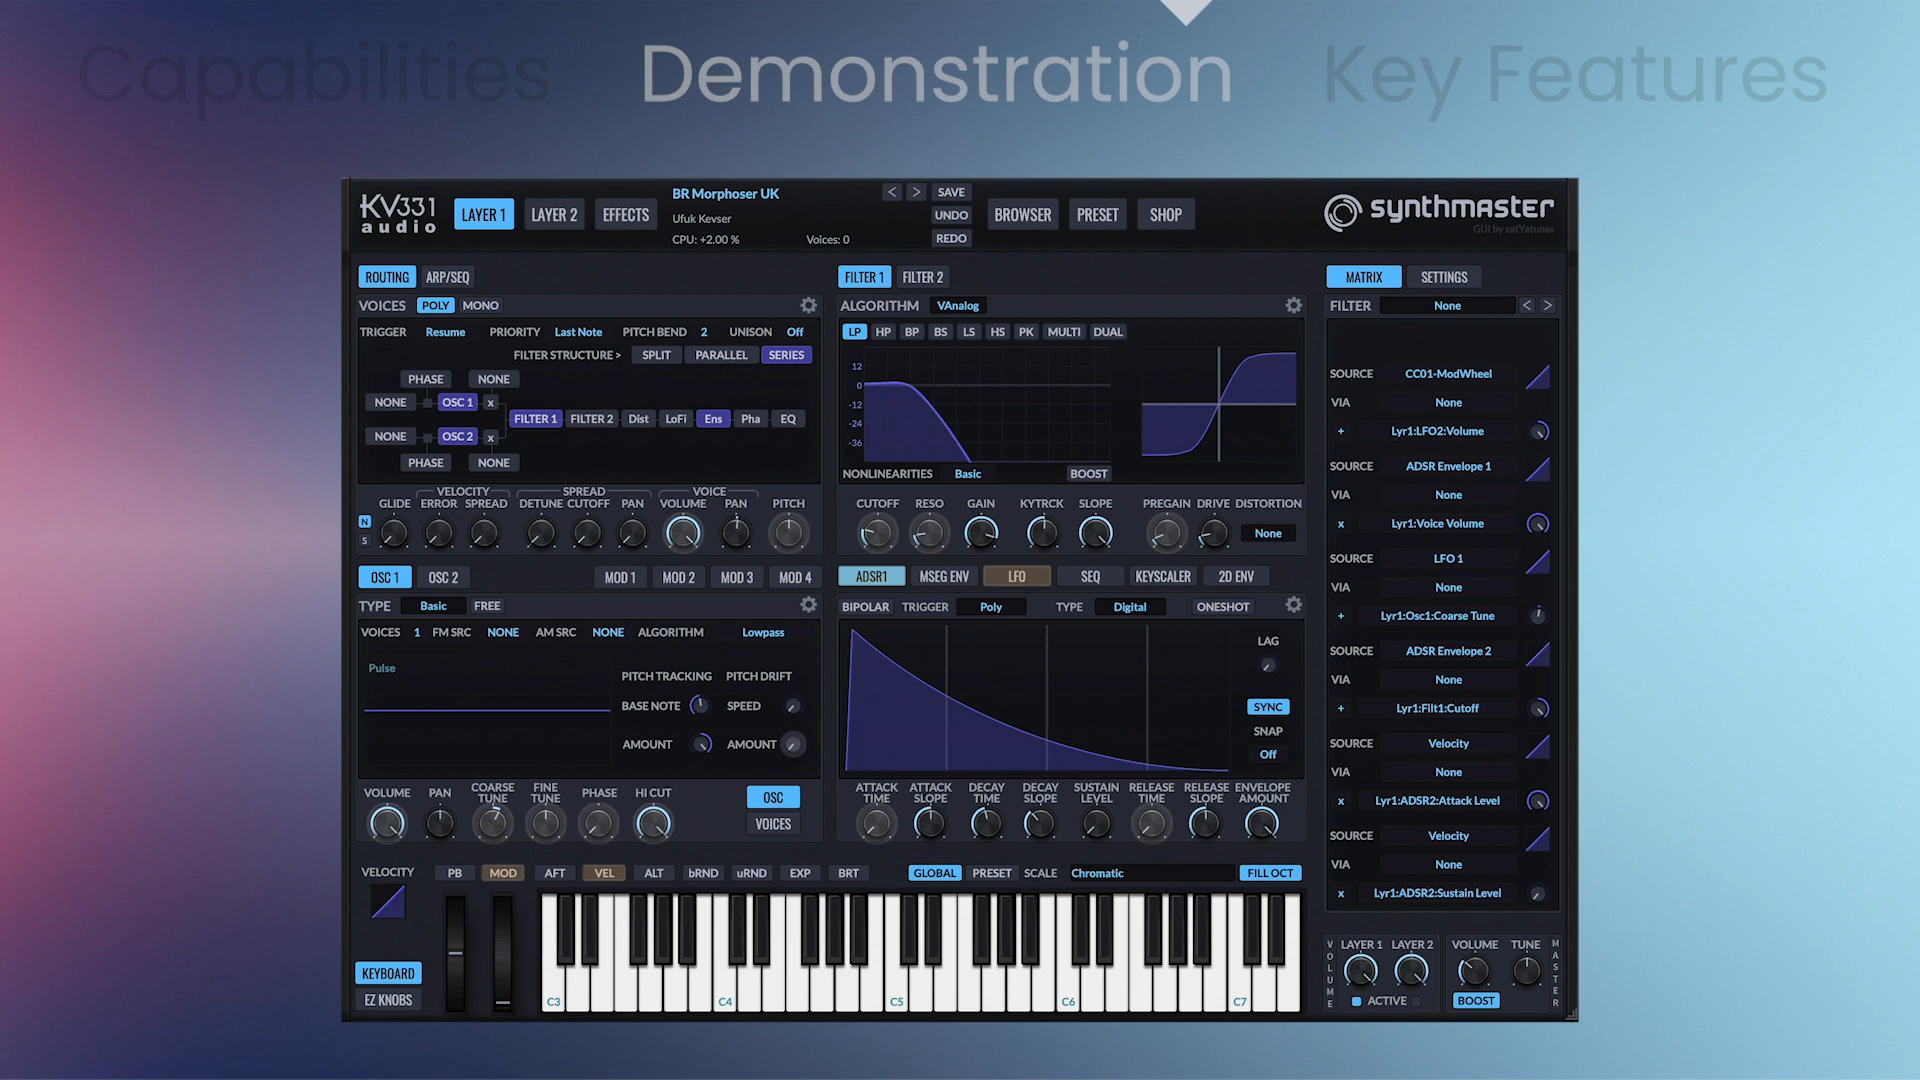 Capabilities Demonstration Key Features
KV331 audio LAYER 1 LAYER 2 EFFECTS
BR Morphoser UK
Ufuk Kevser
CPU: +2.00 % Voices: 0
< > SAVE
UNDO
REDO
BROWSER PRESET SHOP
synthmaster
GUI by satYatunes
ROUTING ARP/SEQ
VOICES POLY MONO
TRIGGER Resume PRIORITY Last Note PITCH BEND 2 UNISON Off
FILTER STRUCTURE > SPLIT PARALLEL SERIES
PHASE NONE
NONE OSC 1 x
FILTER 1 FILTER 2 Dist LoFi Ens Pha EQ
NONE OSC 2 x
PHASE NONE
VELOCITY SPREAD VOICE
GLIDE ERROR SPREAD DETUNE CUTOFF PAN VOLUME PAN PITCH
N
S
FILTER 1 FILTER 2
ALGORITHM VAnalog
LP HP BP BS LS HS PK MULTI DUAL
12
0
-12
-24
-36
NONLINEARITIES Basic BOOST
CUTOFF RESO GAIN KYTRCK SLOPE PREGAIN DRIVE DISTORTION
None
OSC 1 OSC 2 MOD 1 MOD 2 MOD 3 MOD 4
TYPE Basic FREE
VOICES 1 FM SRC NONE AM SRC NONE ALGORITHM Lowpass
Pulse
PITCH TRACKING PITCH DRIFT
BASE NOTE SPEED
AMOUNT AMOUNT
VOLUME PAN COARSE TUNE FINE TUNE PHASE HI CUT
OSC
VOICES
ADSR1 MSEG ENV LFO SEQ KEYSCALER 2D ENV
BIPOLAR TRIGGER Poly TYPE Digital ONESHOT
LAG
SYNC
SNAP
Off
ATTACK TIME ATTACK SLOPE DECAY TIME DECAY SLOPE SUSTAIN LEVEL RELEASE TIME RELEASE SLOPE ENVELOPE AMOUNT
MATRIX SETTINGS
FILTER None < >
SOURCE CC01-ModWheel
VIA None
+ Lyr1:LFO2:Volume
SOURCE ADSR Envelope 1
VIA None
x Lyr1:Voice Volume
SOURCE LFO 1
VIA None
+ Lyr1:Osc1:Coarse Tune
SOURCE ADSR Envelope 2
VIA None
+ Lyr1:Filt1:Cutoff
SOURCE Velocity
VIA None
x Lyr1:ADSR2:Attack Level
SOURCE Velocity
VIA None
x Lyr1:ADSR2:Sustain Level
VELOCITY PB MOD AFT VEL ALT bRND uRND EXP BRT GLOBAL PRESET SCALE Chromatic FILL OCT
KEYBOARD
EZ KNOBS
C3 C4 C5 C6 C7
VOLUME LAYER 1 LAYER 2
ACTIVE
VOLUME TUNE MASTER
BOOST